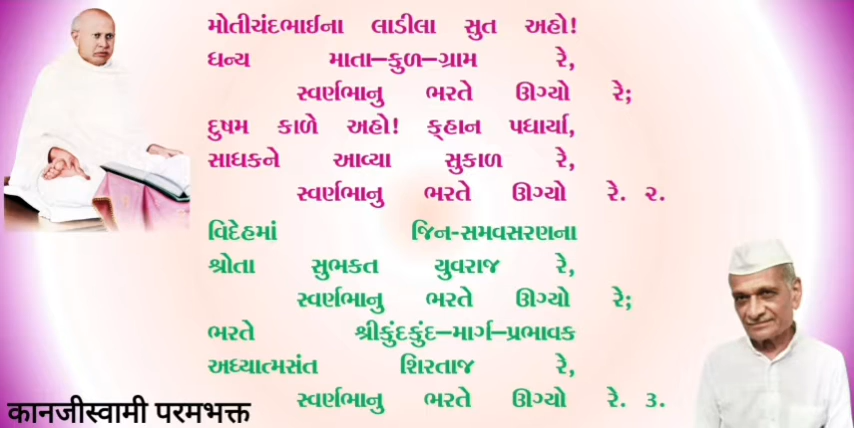 મોતીચંદભાઈના લાડીલા સુત અહો!
ધન્ય માતા–કુળ–ગ્રામ રે,
સ્વર્ણભાનુ ભરતે ઊગ્યો રે;
દુષમ કાળે અહો! ક્હાન પધાર્યા,
સાધકને આવ્યા સુકાળ રે,
સ્વર્ણભાનુ ભરતે ઊગ્યો રે. ૨.
વિદેહમાં જિન-સમવસરણના
શ્રોતા સુભક્ત યુવરાજ રે,
સ્વર્ણભાનુ ભરતે ઊગ્યો રે;
ભરતે શ્રીકુંદકુંદ–માર્ગ–પ્રભાવક
અધ્યાત્મસંત શિરતાજ રે,
સ્વર્ણભાનુ ભરતે ઊગ્યો રે. ૩.
कानजीस्वामी परमभक्त